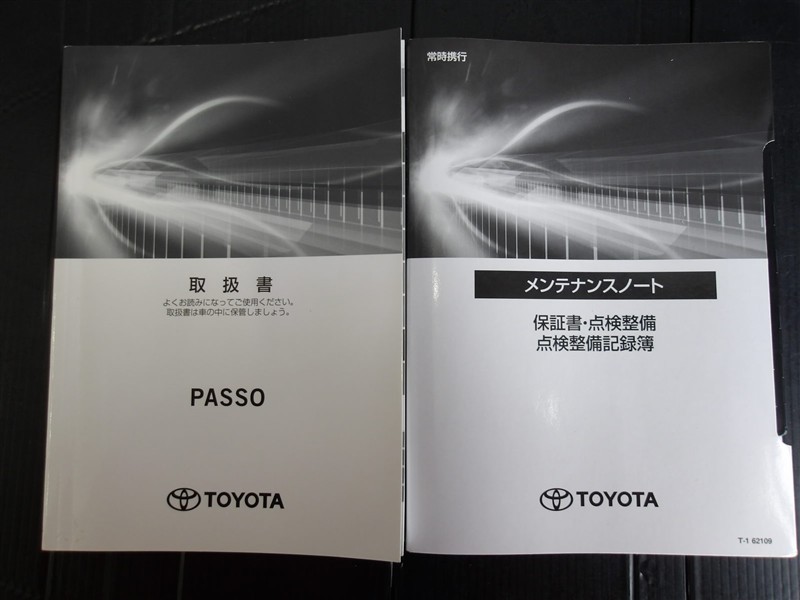 取扱書
よくお読みになってご使用ください。
取扱書は車の中に保管しましょう。
PASSO
TOYOTA
常時携行
メンテナンスノート
保証書・点検整備
点検整備記録簿
TOYOTA
T-1 62109